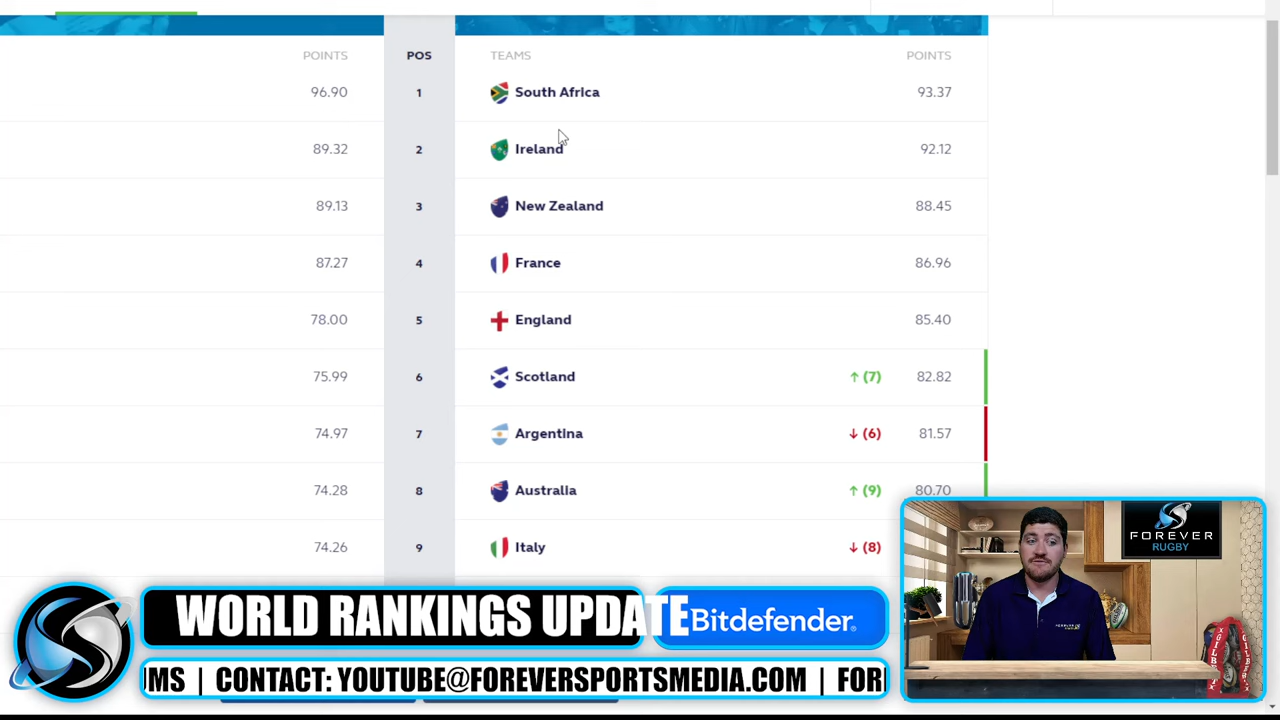 POINTS POS TEAMS POINTS
96.90 1 South Africa 93.37
89.32 2 Ireland 92.12
89.13 3 New Zealand 88.45
87.27 4 France 86.96
78.00 5 England 85.40
75.99 6 Scotland ↑ (7) 82.82
74.97 7 Argentina ↓ (6) 81.57
74.28 8 Australia ↑ (9) 80.70
74.26 9 Italy ↓ (8)
FOREVER
RUGBY
WORLD RANKINGS UPDATE
Bitdefender®
UMS | CONTACT: YOUTUBE@FOREVERSPORTSMEDIA.COM | FOR